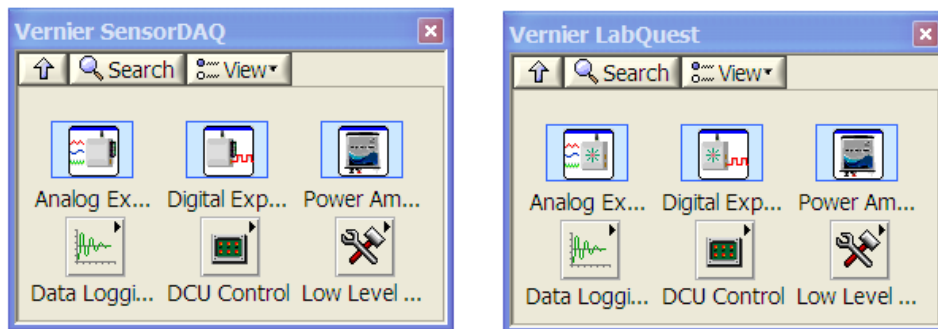 Vernier SensorDAQ
Search View
Analog Ex... Digital Exp... Power Am...
Data Loggi... DCU Control Low Level ...
Vernier LabQuest
Search View
Analog Ex... Digital Exp... Power Am...
Data Loggi... DCU Control Low Level ...